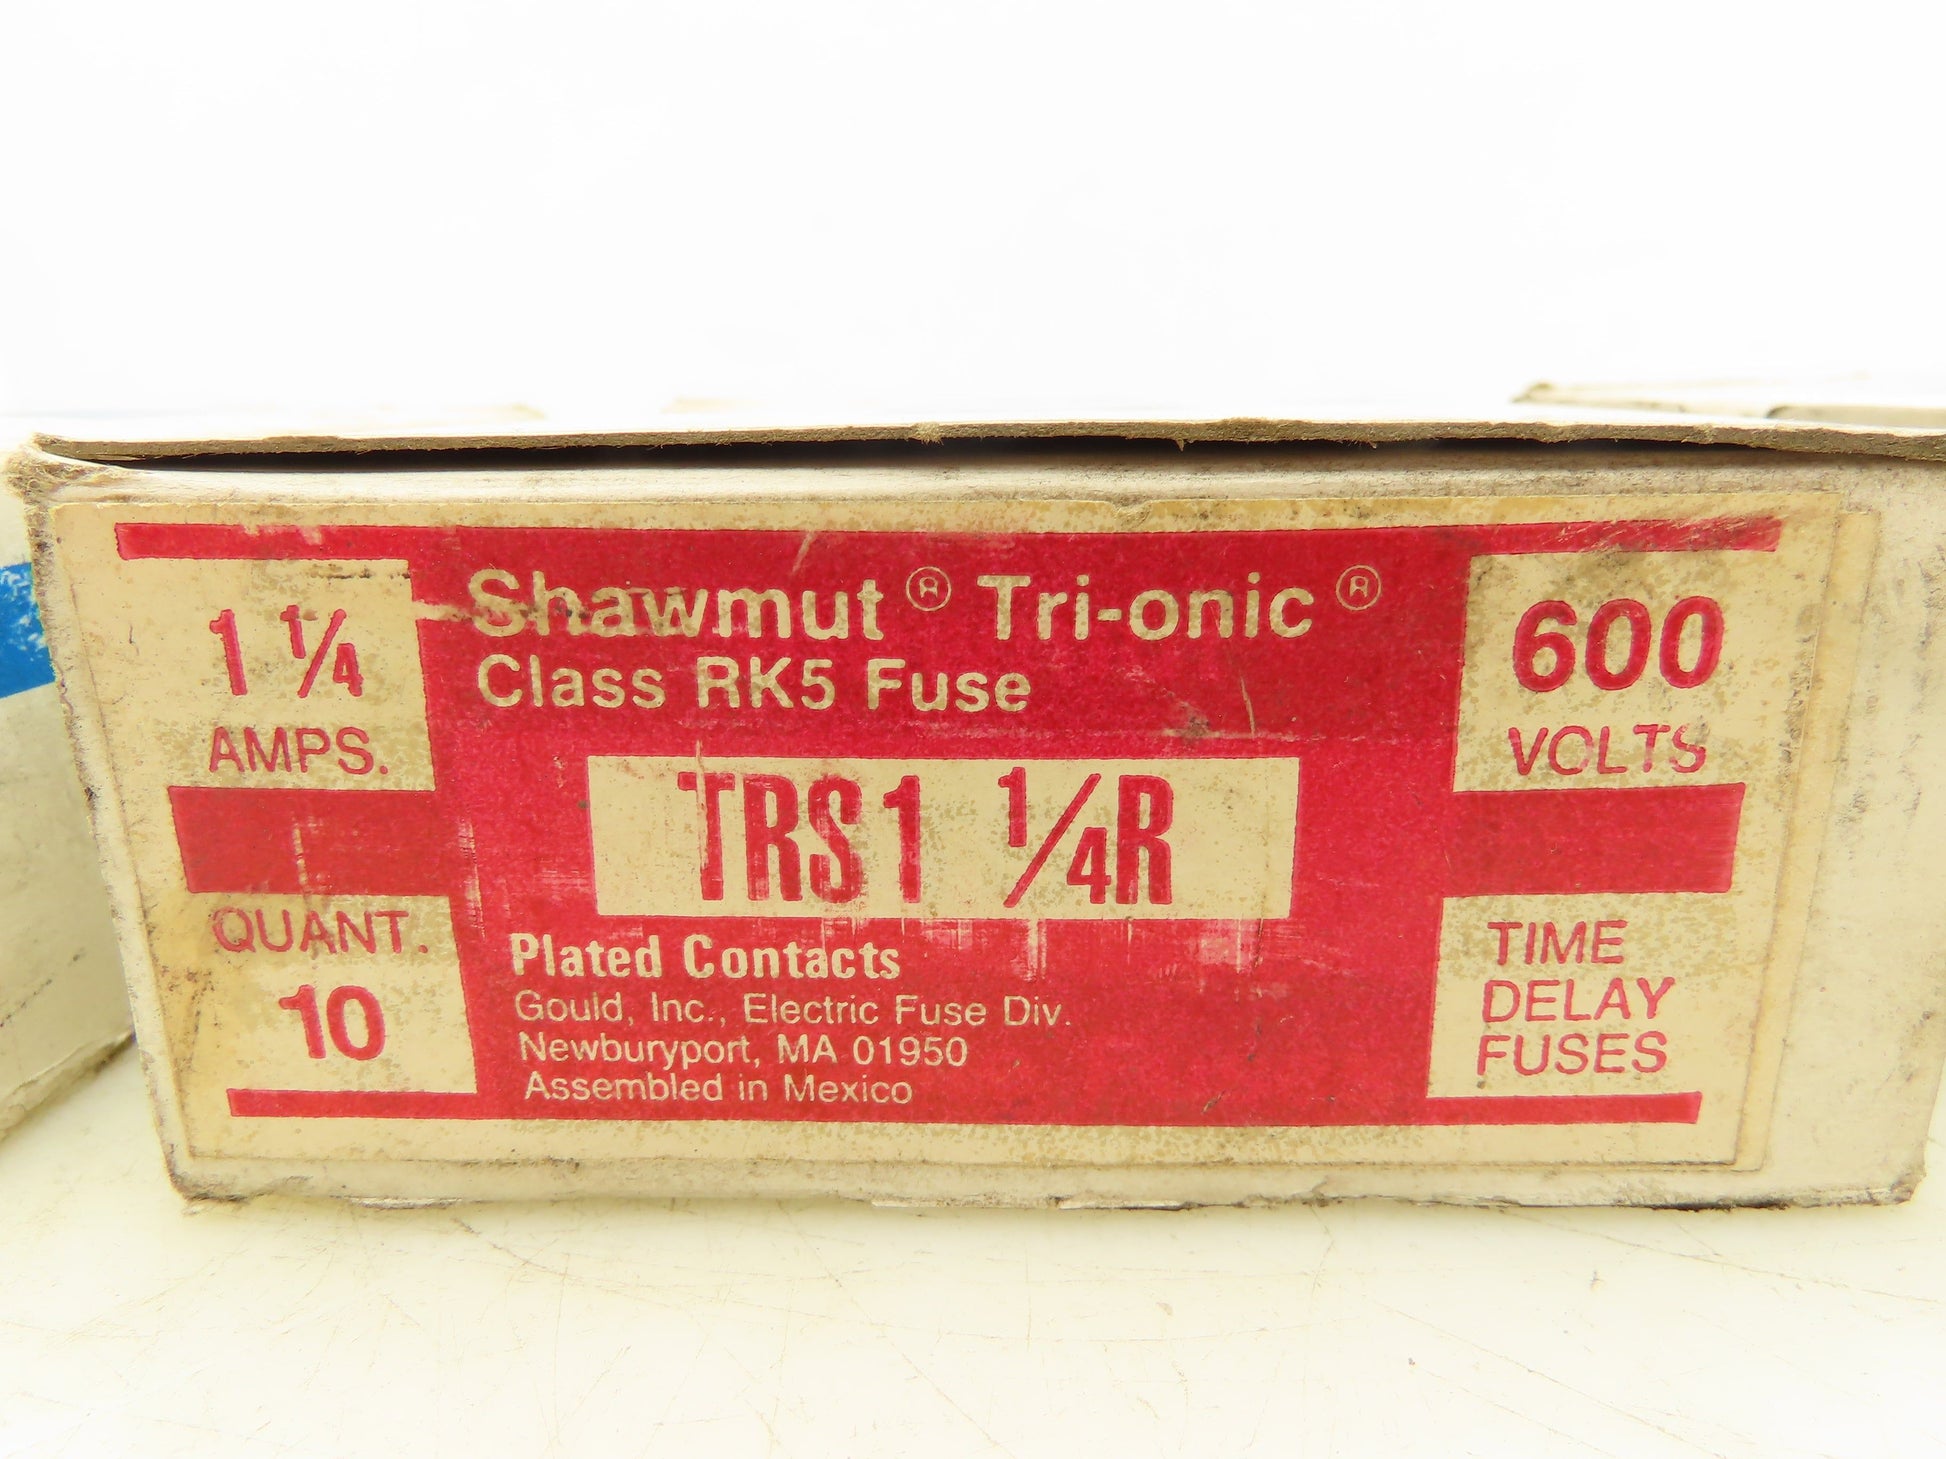 1 1/4
AMPS.
QUANT.
10
Shawmut® Tri-onic®
Class RK5 Fuse
TRS1 1/4R
Plated Contacts
Gould, Inc., Electric Fuse Div.
Newburyport, MA 01950
Assembled in Mexico
600
VOLTS
TIME
DELAY
FUSES